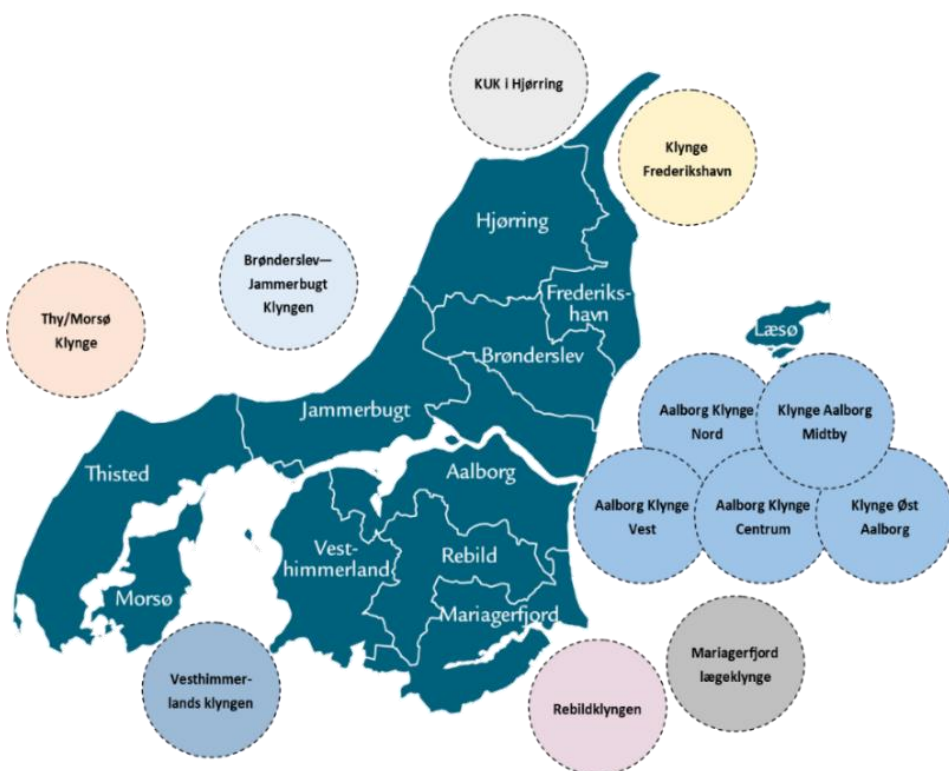 KUK i Hjørring
Klynge
Frederikshavn
Hjørring
Brønderslev—
Jammerbugt
Klyngen
Thy/Morsø
Klynge
Frederiks-
havn
Læsø
Brønderslev
Jammerbugt
Aalborg Klynge
Nord
Klynge Aalborg
Midtby
Thisted
Aalborg
Aalborg Klynge
Vest
Aalborg Klynge
Centrum
Klynge Øst
Aalborg
Vest-
himmerland
Rebild
Morsø
Mariagerfjord
Vesthimmer-
lands klyngen
Mariagerfjord
lægeklynge
Rebildklyngen